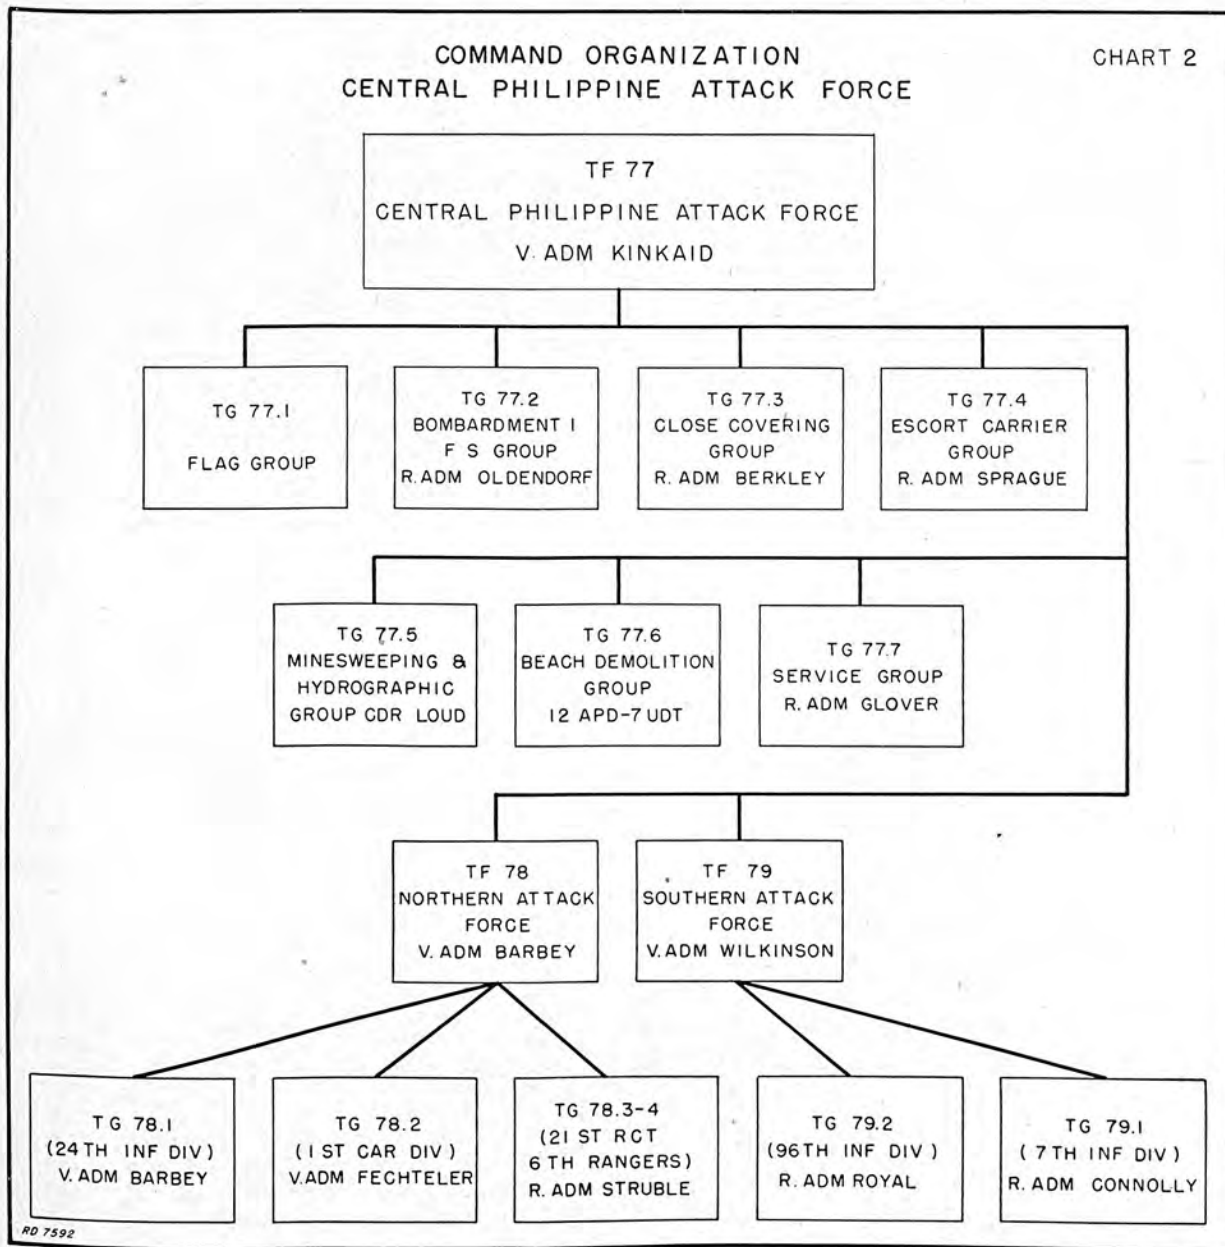 COMMAND ORGANIZATION
CENTRAL PHILIPPINE ATTACK FORCE
CHART 2
TF 77
CENTRAL PHILIPPINE ATTACK FORCE
V. ADM KINKAID
TG 77.1
FLAG GROUP
TG 77.2
BOMBARDMENT I
F S GROUP
R. ADM OLDENDORF
TG 77.3
CLOSE COVERING
GROUP
R. ADM BERKLEY
TG 77.4
ESCORT CARRIER
GROUP
R. ADM SPRAGUE
TG 77.5
MINESWEEPING &
HYDROGRAPHIC
GROUP CDR LOUD
TG 77.6
BEACH DEMOLITION
GROUP
12 APD-7 UDT
TG 77.7
SERVICE GROUP
R. ADM GLOVER
TF 78
NORTHERN ATTACK
FORCE
V. ADM BARBEY
TF 79
SOUTHERN ATTACK
FORCE
V. ADM WILKINSON
TG 78.1
(24TH INF DIV)
V. ADM BARBEY
TG 78.2
(1ST CAR DIV)
V. ADM FECHTELER
TG 78.3-4
(21 ST RCT
6 TH RANGERS)
R. ADM STRUBLE
TG 79.2
(96TH INF DIV)
R. ADM ROYAL
TG 79.1
(7TH INF DIV)
R. ADM CONNOLLY
RD 7592